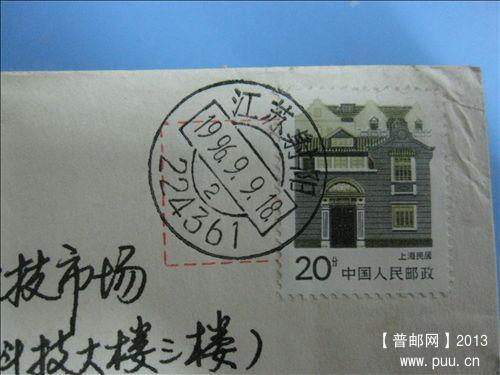 江苏射阳
1996.9.9.18
2
224361
上海民居
20分
中国人民邮政
技市场
科技大楼三楼）
【普邮网】2013
www.puu.cn